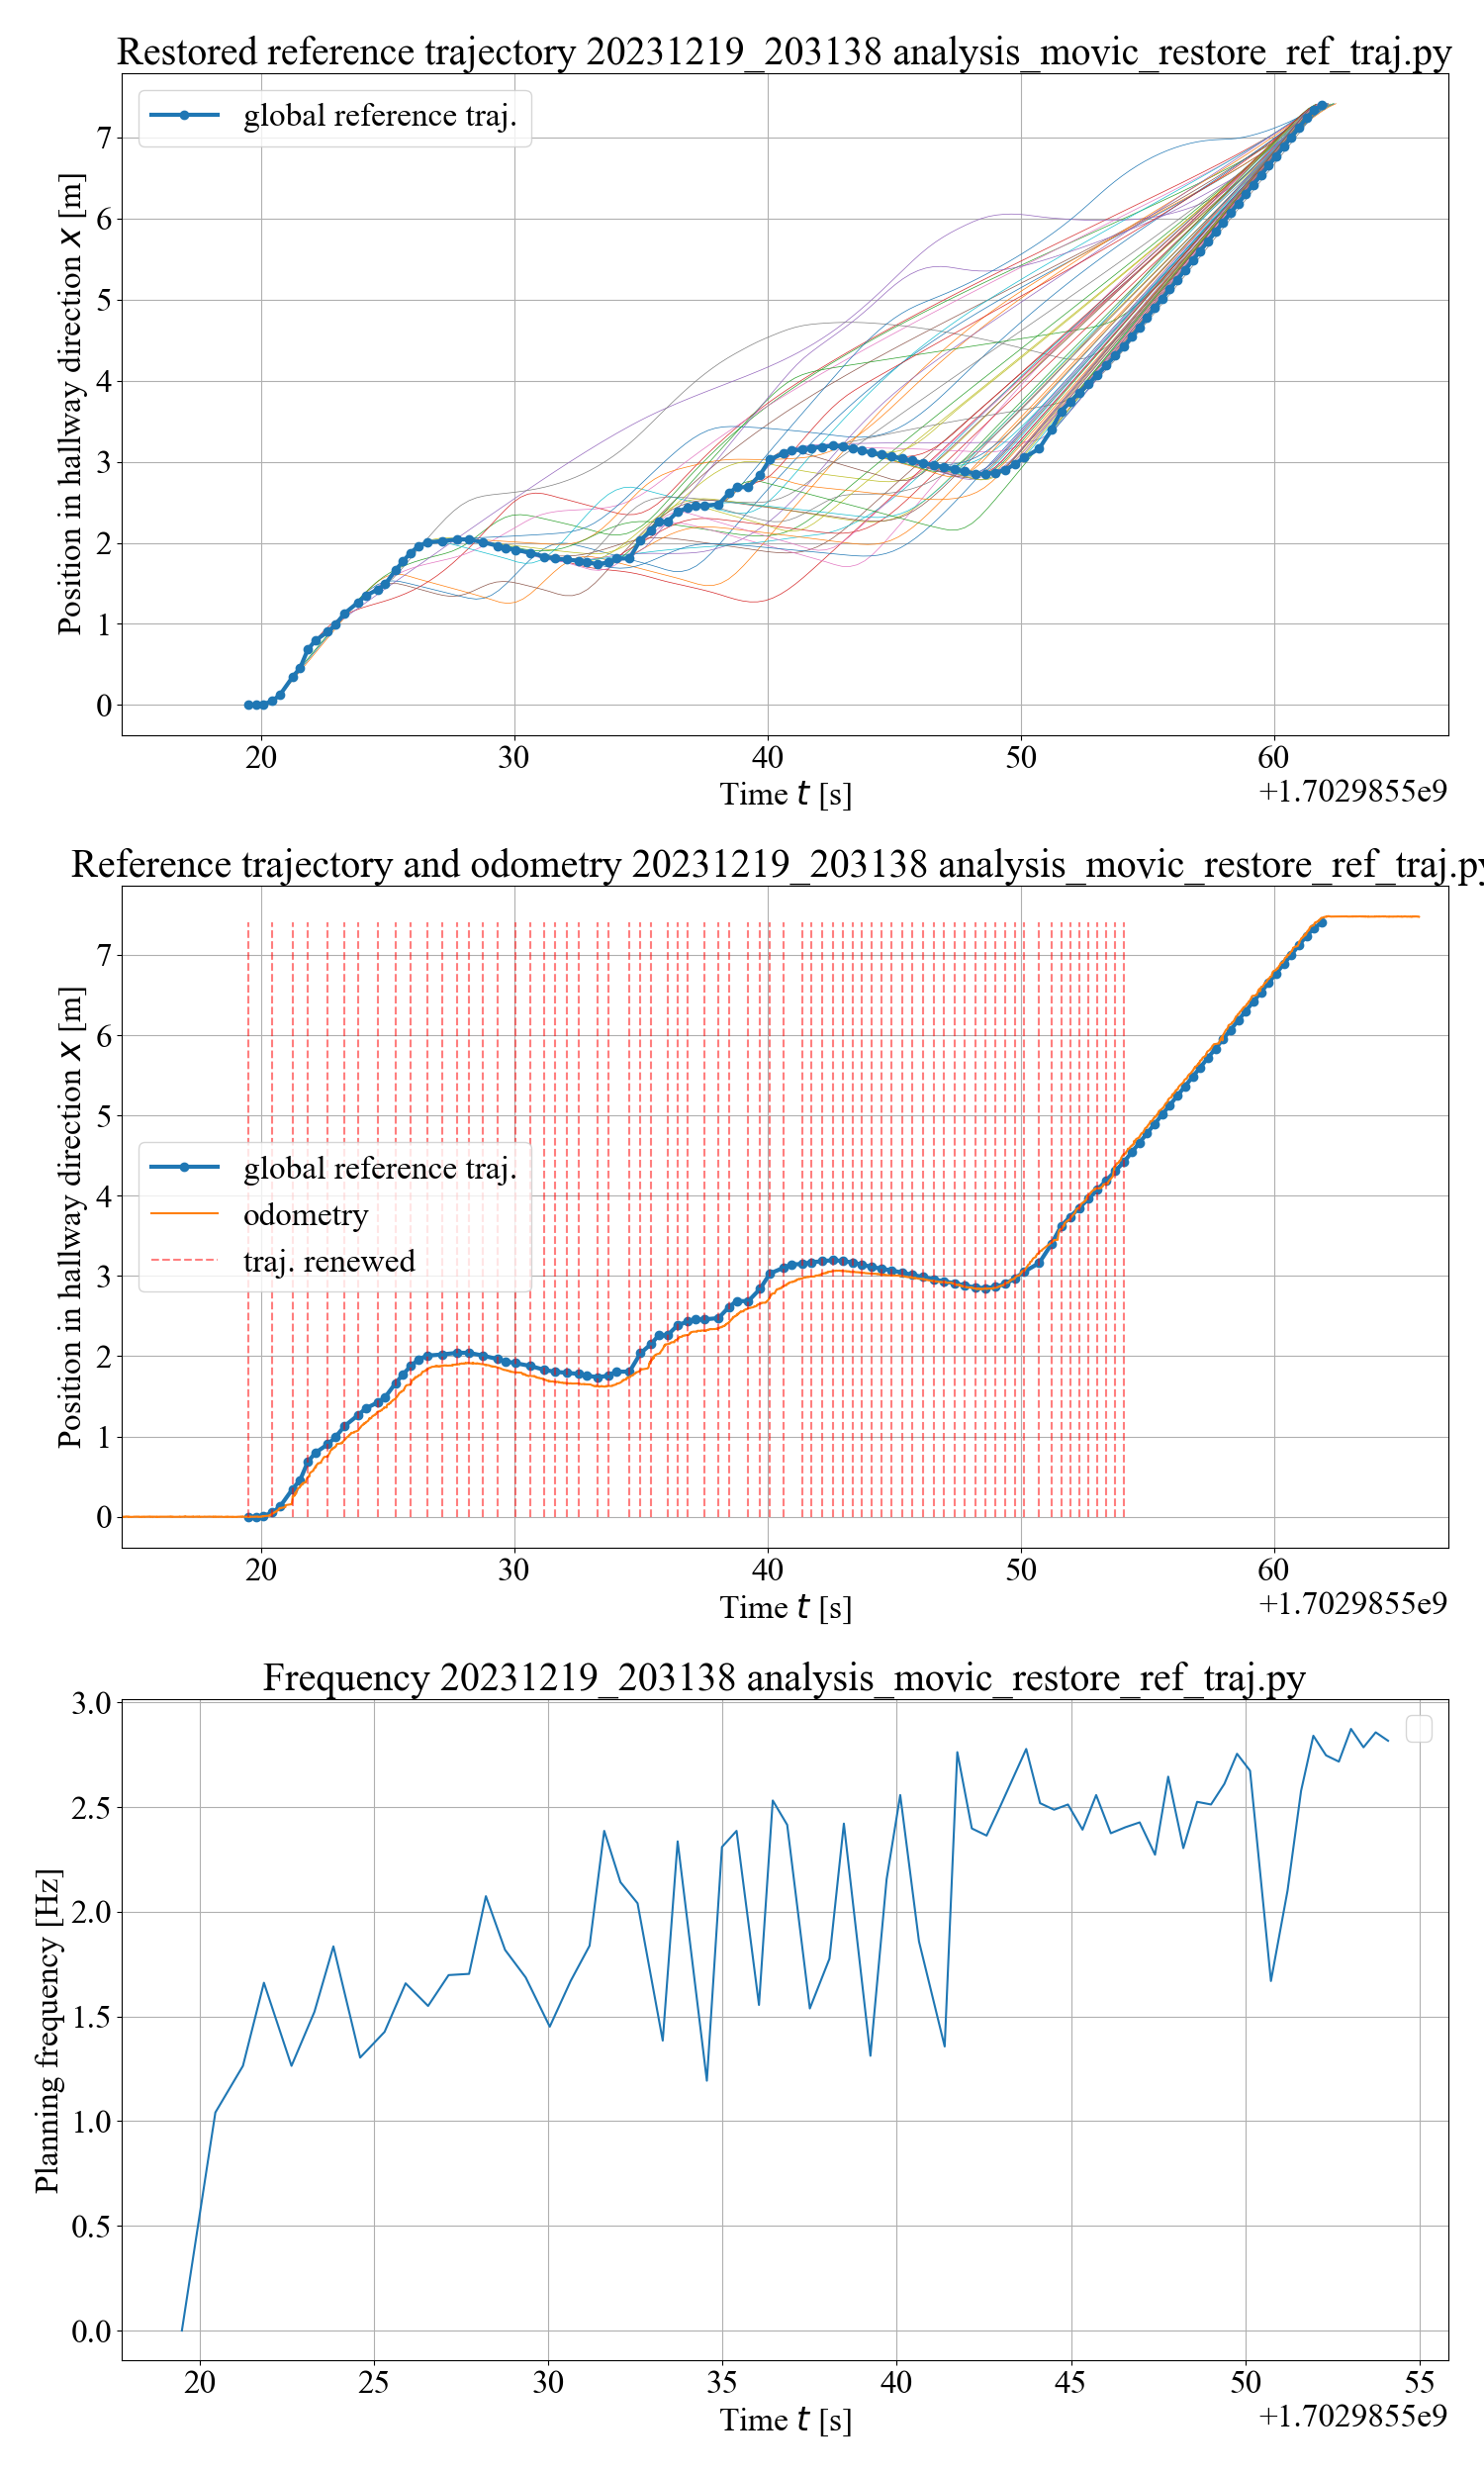 Restored reference trajectory 20231219_203138 analysis_movic_restore_ref_traj.py
global reference traj.
Position in hallway direction x [m]
7
6
5
4
3
2
1
0
20 30 40 50 60
Time t [s]
+1.7029855e9
Reference trajectory and odometry 20231219_203138 analysis_movic_restore_ref_traj.py
global reference traj.
odometry
traj. renewed
Position in hallway direction x [m]
7
6
5
4
3
2
1
0
20 30 40 50 60
Time t [s]
+1.7029855e9
Frequency 20231219_203138 analysis_movic_restore_ref_traj.py
Planning frequency [Hz]
3.0
2.5
2.0
1.5
1.0
0.5
0.0
20 25 30 35 40 45 50 55
Time t [s]
+1.7029855e9